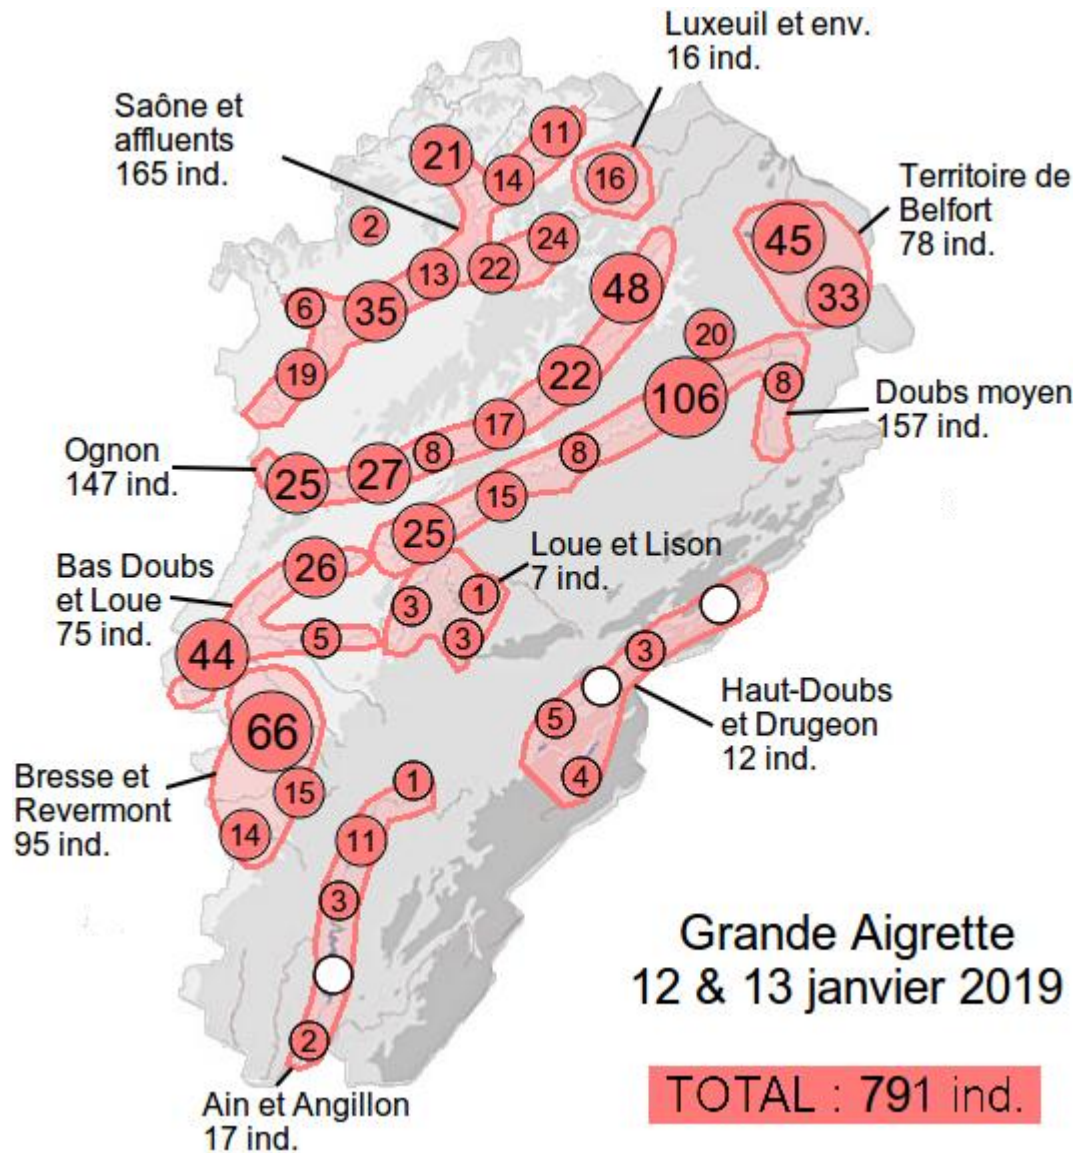 Luxeuil et env.
16 ind.
Saône et
affluents
165 ind.
11
21
14
16
Territoire de
Belfort
78 ind.
2
24
45
13
22
48
33
6
35
20
19
22
106
8
Doubs moyen
157 ind.
17
8
8
Ognon
147 ind.
25
27
15
25
Loue et Lison
7 ind.
Bas Doubs
et Loue
75 ind.
26
3
1
5
3
44
3
Haut-Doubs
et Drugeon
12 ind.
5
4
66
Bresse et
Revermont
95 ind.
15
14
1
11
3
2
Ain et Angillon
17 ind.
Grande Aigrette
12 & 13 janvier 2019
TOTAL : 791 ind.